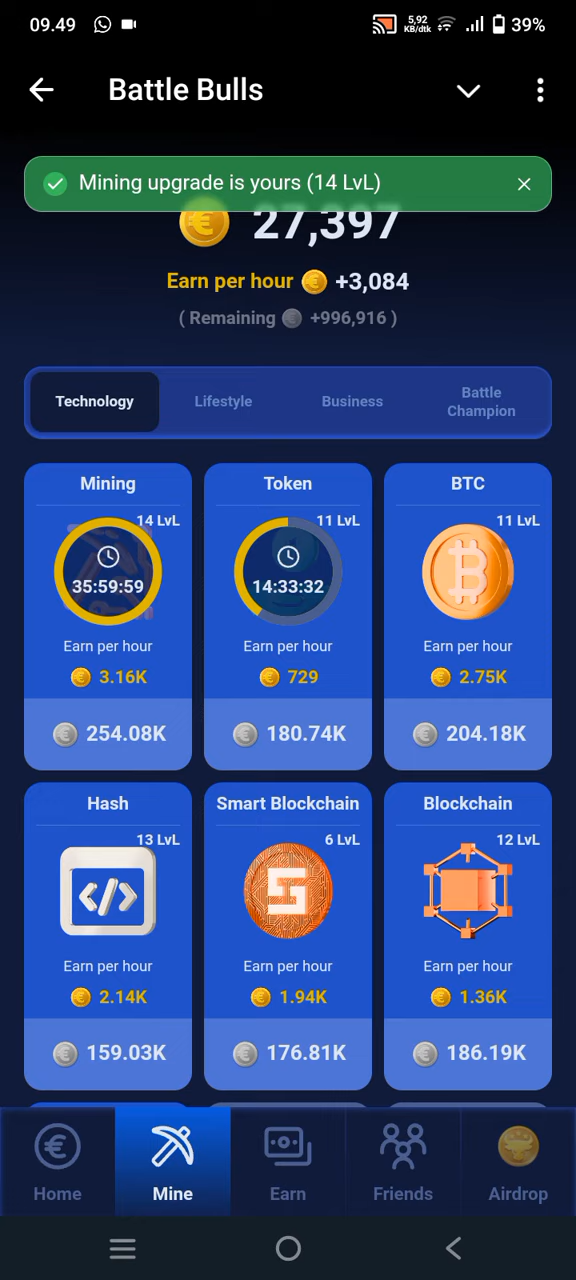 09.49
5,92
KB/dtk
39%
Battle Bulls
Mining upgrade is yours (14 LvL)
27,397
Earn per hour +3,084
( Remaining +996,916 )
Technology
Lifestyle
Business
Battle
Champion
Mining
14 LvL
35:59:59
Earn per hour
3.16K
254.08K
Token
11 LvL
14:33:32
Earn per hour
729
180.74K
BTC
11 LvL
Earn per hour
2.75K
204.18K
Hash
13 LvL
Earn per hour
2.14K
159.03K
Smart Blockchain
6 LvL
Earn per hour
1.94K
176.81K
Blockchain
12 LvL
Earn per hour
1.36K
186.19K
Home
Mine
Earn
Friends
Airdrop